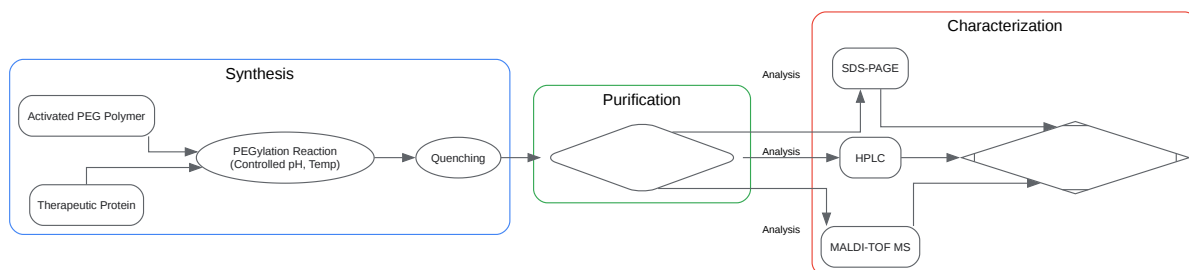 Synthesis
Activated PEG Polymer
Therapeutic Protein
PEGylation Reaction
(Controlled pH, Temp)
Quenching
Purification
Analysis
Analysis
Analysis
Characterization
SDS-PAGE
HPLC
MALDI-TOF MS